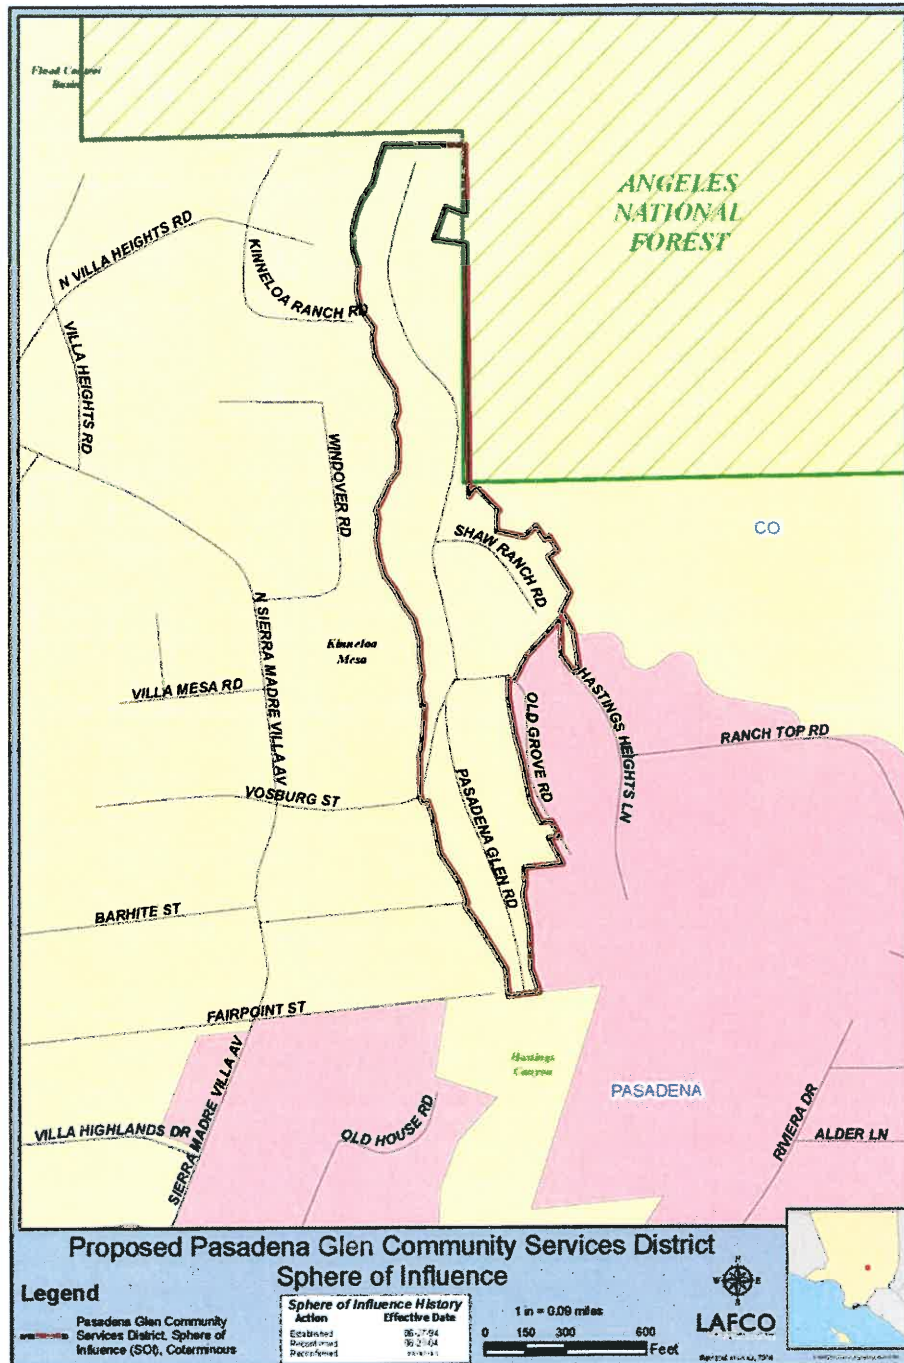 Flood Control
Basin
ANGELES
NATIONAL
FOREST
N VILLA HEIGHTS RD
KINNELOA RANCH RD
VILLA HEIGHTS RD
WINDOVER RD
SHAW RANCH RD
CO
N SIERRA MADRE VILLA AV
Kinneloa
Mesa
VILLA MESA RD
HASTINGS HEIGHTS LN
OLD GROVE RD
RANCH TOP RD
VOSBURG ST
PASADENA GLEN RD
BARHITE ST
FAIRPOINT ST
Hastings
Canyon
PASADENA
SIERRA MADRE VILLA AV
VILLA HIGHLANDS DR
OLD HOUSE RD
RIVIERA DR
ALDER LN
Proposed Pasadena Glen Community Services District
Sphere of Influence
Legend
Pasadena Glen Community
Services District, Sphere of
Influence (SOI), Coterminous
Sphere of Influence History
Action Effective Date
Established
Reconfirmed
Reconfirmed
1 in = 0.09 miles
0 150 300 600
Feet
N
W E
S
LAFCO